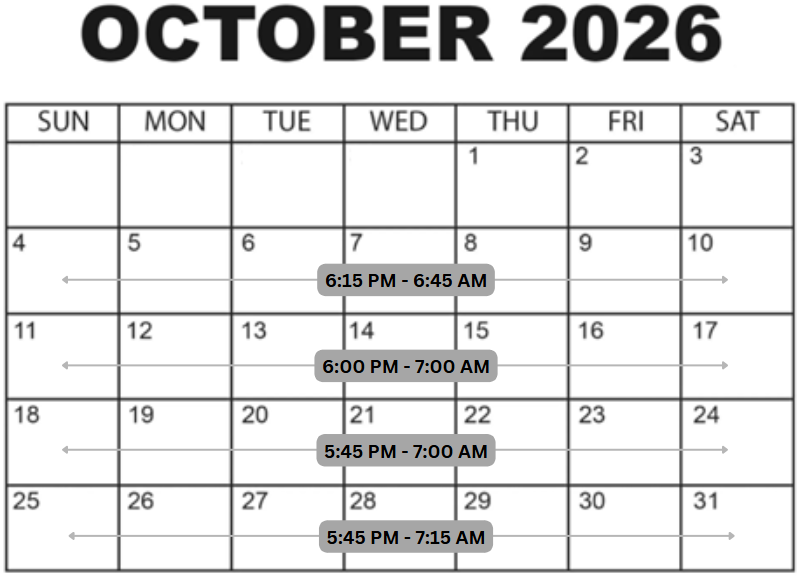 OCTOBER 2026
SUN MON TUE WED THU FRI SAT
1 2 3
4 5 6 7 8 9 10
6:15 PM - 6:45 AM
11 12 13 14 15 16 17
6:00 PM - 7:00 AM
18 19 20 21 22 23 24
5:45 PM - 7:00 AM
25 26 27 28 29 30 31
5:45 PM - 7:15 AM